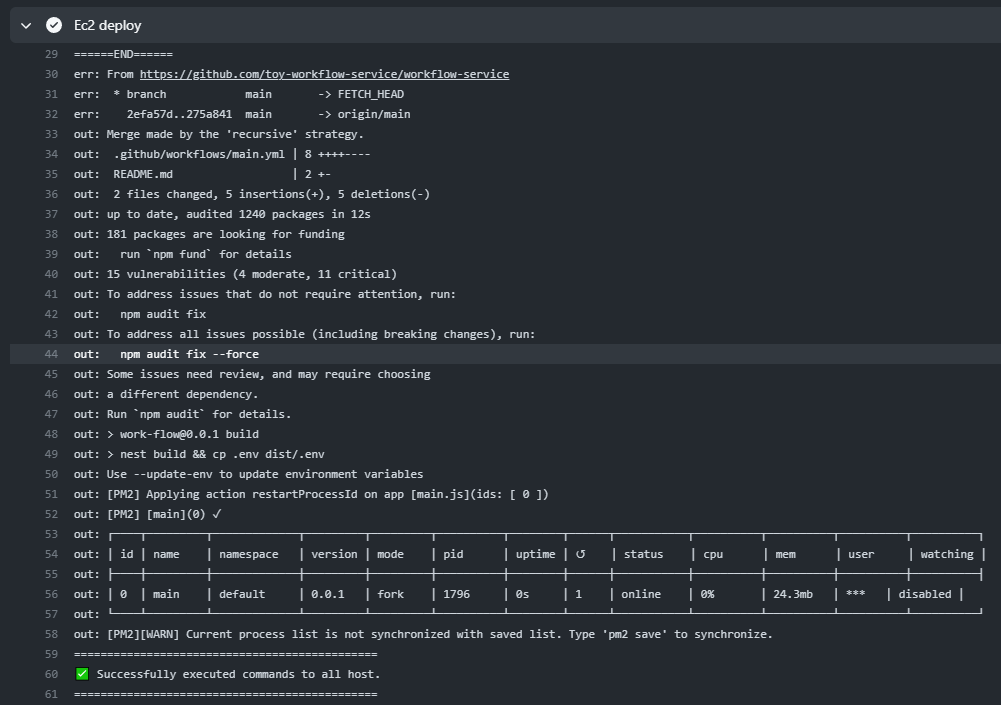 Ec2 deploy
29 ======END======
30 err: From https://github.com/toy-workflow-service/workflow-service
31 err:  * branch            main       -> FETCH_HEAD
32 err:    2efa57d..275a841  main       -> origin/main
33 out: Merge made by the 'recursive' strategy.
34 out:  .github/workflows/main.yml | 8 ++++----
35 out:  README.md                  | 2 +-
36 out:  2 files changed, 5 insertions(+), 5 deletions(-)
37 out: up to date, audited 1240 packages in 12s
38 out: 181 packages are looking for funding
39 out:   run `npm fund` for details
40 out: 15 vulnerabilities (4 moderate, 11 critical)
41 out: To address issues that do not require attention, run:
42 out:   npm audit fix
43 out: To address all issues possible (including breaking changes), run:
44 out:   npm audit fix --force
45 out: Some issues need review, and may require choosing
46 out: a different dependency.
47 out: Run `npm audit` for details.
48 out: > work-flow@0.0.1 build
49 out: > nest build && cp .env dist/.env
50 out: Use --update-env to update environment variables
51 out: [PM2] Applying action restartProcessId on app [main.js](ids: [ 0 ])
52 out: [PM2] [main](0) ✓
53 out: ┌────┬─────────┬─────────────┬─────────┬─────────┬──────────┬────────┬──────┬───────────┬──────────┬──────────┬──────────┬──────────┐
54 out: │ id │ name │ namespace │ version │ mode │ pid │ uptime │ ↺ │ status │ cpu │ mem │ user │ watching │
55 out: ├────┼─────────┼─────────────┼─────────┼─────────┼──────────┼────────┼──────┼───────────┼──────────┼──────────┼──────────┼──────────┤
56 out: │ 0 │ main │ default │ 0.0.1 │ fork │ 1796 │ 0s │ 1 │ online │ 0% │ 24.3mb │ *** │ disabled │
57 out: └────┴─────────┴─────────────┴─────────┴─────────┴──────────┴────────┴──────┴───────────┴──────────┴──────────┴──────────┴──────────┘
58 out: [PM2][WARN] Current process list is not synchronized with saved list. Type 'pm2 save' to synchronize.
59 ==============================================
60 ✅ Successfully executed commands to all host.
61 ==============================================